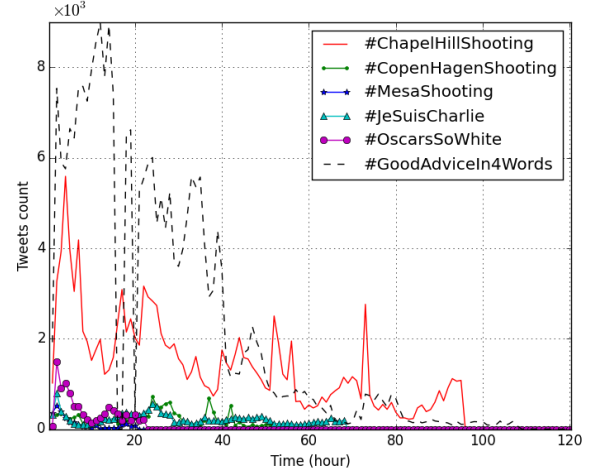 ×10³
8
6
4
2
0
20
40
60
80
100
120
Tweets count
Time (hour)
#ChapelHillShooting
#CopenHagenShooting
#MesaShooting
#JeSuisCharlie
#OscarsSoWhite
#GoodAdviceIn4Words